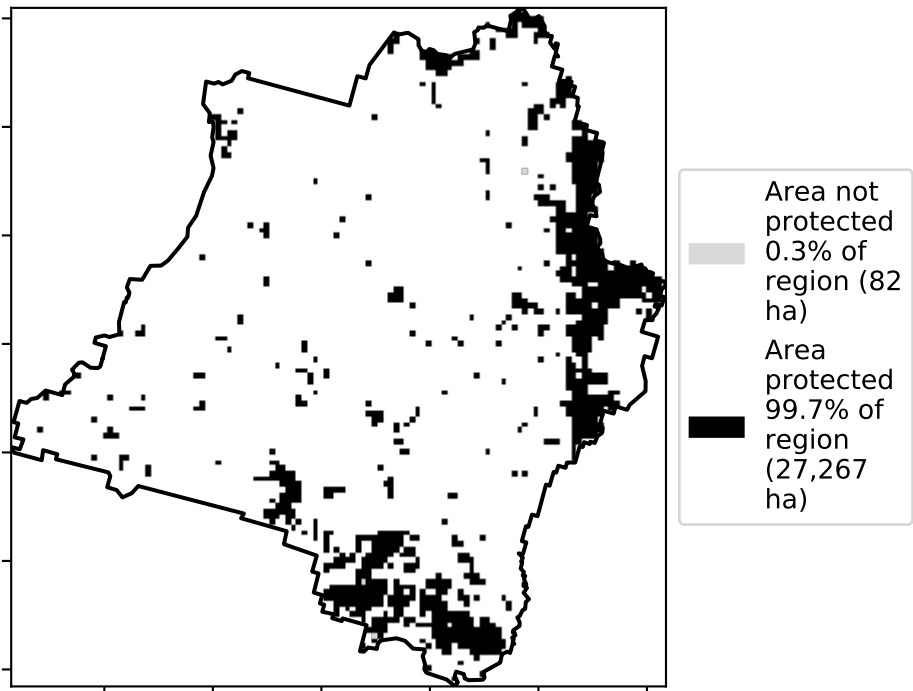 Area not
protected
0.3% of
region (82
ha)
Area
protected
99.7% of
region
(27,267
ha)